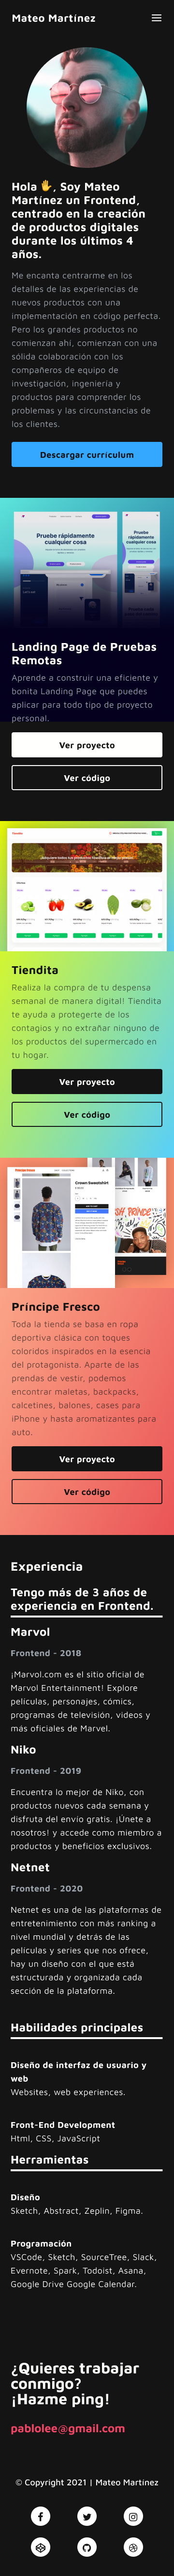 Mateo Martínez
Hola ✋, Soy Mateo
Martínez un Frontend,
centrado en la creación
de productos digitales
durante los últimos 4
años.
Me encanta centrarme en los
detalles de las experiencias de
nuevos productos con una
implementación en código perfecta.
Pero los grandes productos no
comienzan ahí, comienzan con una
sólida colaboración con los
compañeros de equipo de
investigación, ingeniería y
productos para comprender los
problemas y las circunstancias de
los clientes.
Descargar currículum
Pruebe rápidamente
cualquier cosa
Pruebe rápidamente
cualquier cosa
Landing Page de Pruebas
Remotas
Aprende a construir una eficiente y
bonita Landing Page que puedes
aplicar para todo tipo de proyecto
personal.
Ver proyecto
Ver código
Tiendita
Realiza la compra de tu despensa
semanal de manera digital! Tiendita
te ayuda a protegerte de los
contagios y no extrañar ninguno de
los productos del supermercado en
tu hogar.
Ver proyecto
Ver código
Crown Sweatshirt
Príncipe Fresco
Toda la tienda se basa en ropa
deportiva clásica con toques
coloridos inspirados en la esencia
del protagonista. Aparte de las
prendas de vestir, podemos
encontrar maletas, backpacks,
calcetines, balones, cases para
iPhone y hasta aromatizantes para
auto.
Ver proyecto
Ver código
Experiencia
Tengo más de 3 años de
experiencia en Frontend.
Marvol
Frontend - 2018
¡Marvol.com es el sitio oficial de
Marvol Entertainment! Explore
películas, personajes, cómics,
programas de televisión, videos y
más oficiales de Marvel.
Niko
Frontend - 2019
Encuentra lo mejor de Niko, con
productos nuevos cada semana y
disfruta del envío gratis. ¡Únete a
nosotros! y accede como miembro a
productos y beneficios exclusivos.
Netnet
Frontend - 2020
Netnet es una de las plataformas de
entretenimiento con más ranking a
nivel mundial y detrás de las
películas y series que nos ofrece,
hay un diseño con el que está
estructurada y organizada cada
sección de la plataforma.
Habilidades principales
Diseño de interfaz de usuario y
web
Websites, web experiences.
Front-End Development
Html, CSS, JavaScript
Herramientas
Diseño
Sketch, Abstract, Zeplin, Figma.
Programación
VSCode, Sketch, SourceTree, Slack,
Evernote, Spark, Todoist, Asana,
Google Drive Google Calendar.
¿Quieres trabajar
conmigo?
¡Hazme ping!
pablolee@gmail.com
© Copyright 2021 | Mateo Martínez